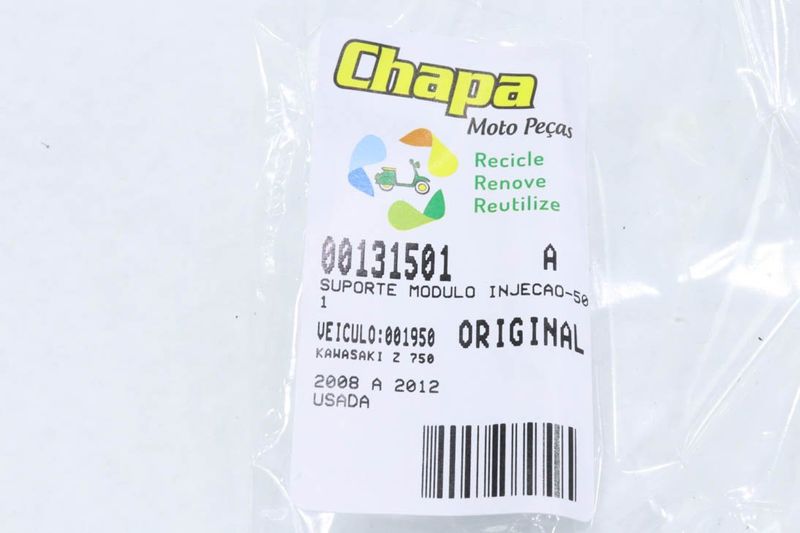 Chapa
Moto Peças
Recicle
Renove
Reutilize
00131501 A
SUPORTE MODULO INJECAO-50
1
VEICULO:001950 ORIGINAL
KAWASAKI Z 750
2008 A 2012
USADA